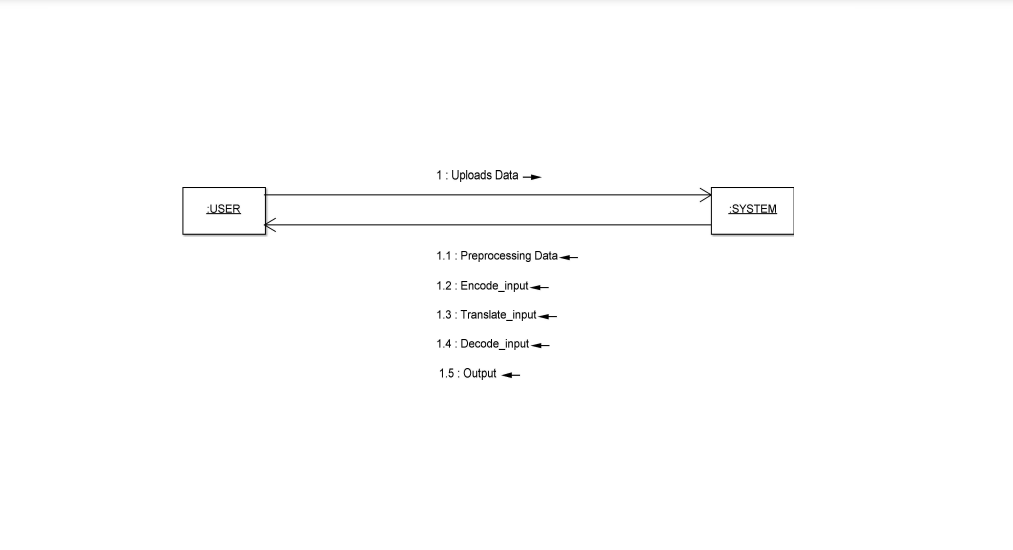 1 : Uploads Data
:USER
:SYSTEM
1.1 : Preprocessing Data
1.2 : Encode_input
1.3 : Translate_input
1.4 : Decode_input
1.5 : Output